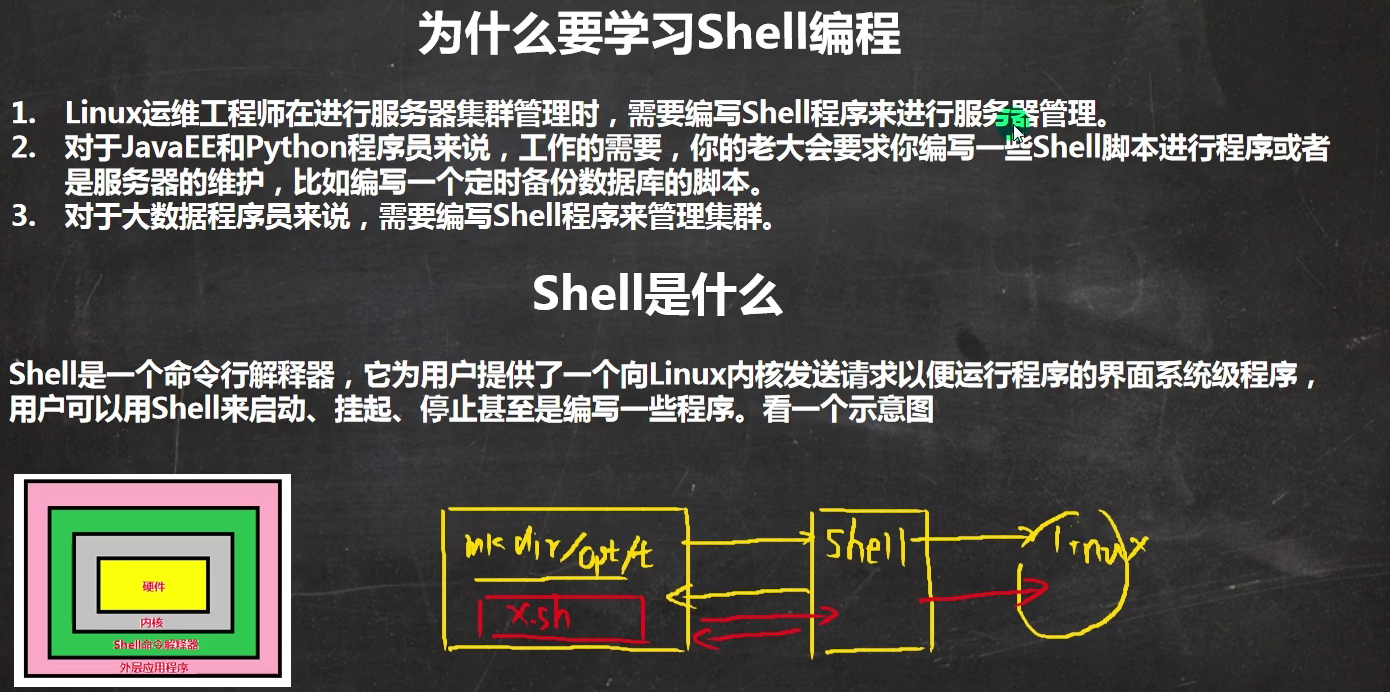 为什么要学习Shell编程
1. Linux运维工程师在进行服务器集群管理时，需要编写Shell程序来进行服务器管理。
2. 对于JavaEE和Python程序员来说，工作的需要，你的老大会要求你编写一些Shell脚本进行程序或者
是服务器的维护，比如编写一个定时备份数据库的脚本。
3. 对于大数据程序员来说，需要编写Shell程序来管理集群。
Shell是什么
Shell是一个命令行解释器，它为用户提供了一个向Linux内核发送请求以便运行程序的界面系统级程序，
用户可以用Shell来启动、挂起、停止甚至是编写一些程序。看一个示意图
硬件
内核
Shell命令解释器
外层应用程序
mkdir/opt/t
x.sh
Shell
linux